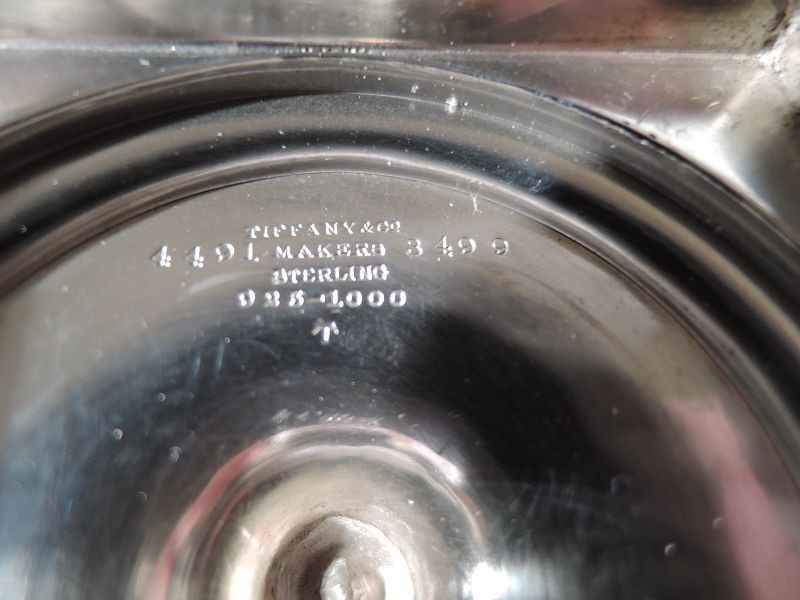 TIFFANY & Co
4491 MAKERS 3499
STERLING
925-1000